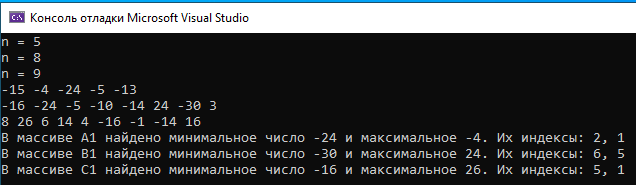 Консоль отладки Microsoft Visual Studio
n = 5
n = 8
n = 9
-15 -4 -24 -5 -13
-16 -24 -5 -10 -14 24 -30 3
8 26 6 14 4 -16 -1 -14 16
В массиве A1 найдено минимальное число -24 и максимальное -4. Их индексы: 2, 1
В массиве B1 найдено минимальное число -30 и максимальное 24. Их индексы: 6, 5
В массиве C1 найдено минимальное число -16 и максимальное 26. Их индексы: 5, 1